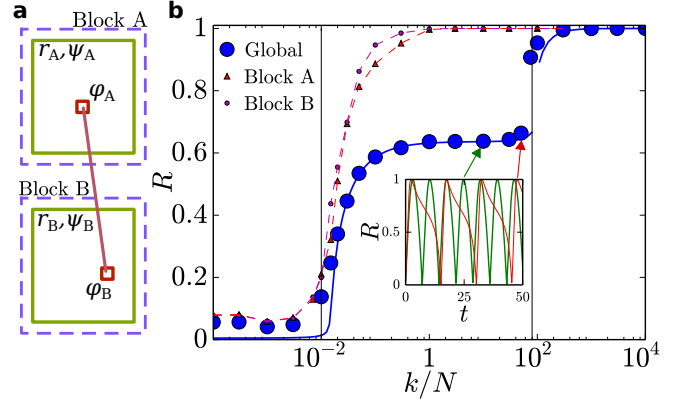 a
Block A
r_A, ψ_A
φ_A
Block B
r_B, ψ_B
φ_B
b
R
1
0.8
0.6
0.4
0.2
0
Global
Block A
Block B
R
1
0.5
0
0 25 50
t
10^{-2} 1 10^2 10^4
k/N